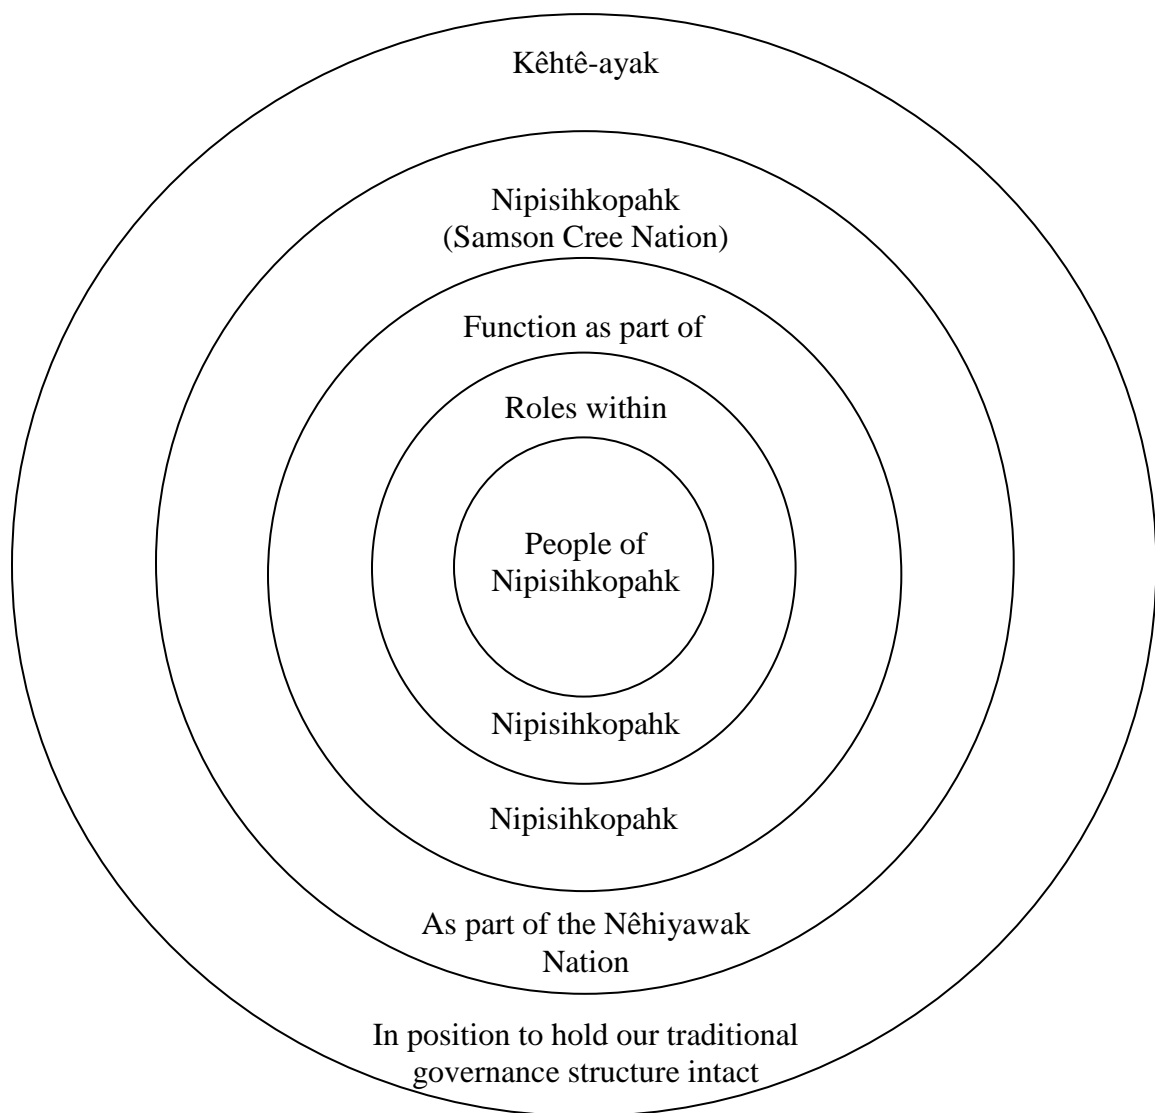 Kêhtê-ayak
Nipisihkopahk
(Samson Cree Nation)
Function as part of
Roles within
People of
Nipisihkopahk
Nipisihkopahk
Nipisihkopahk
As part of the Nêhiyawak
Nation
In position to hold our traditional
governance structure intact